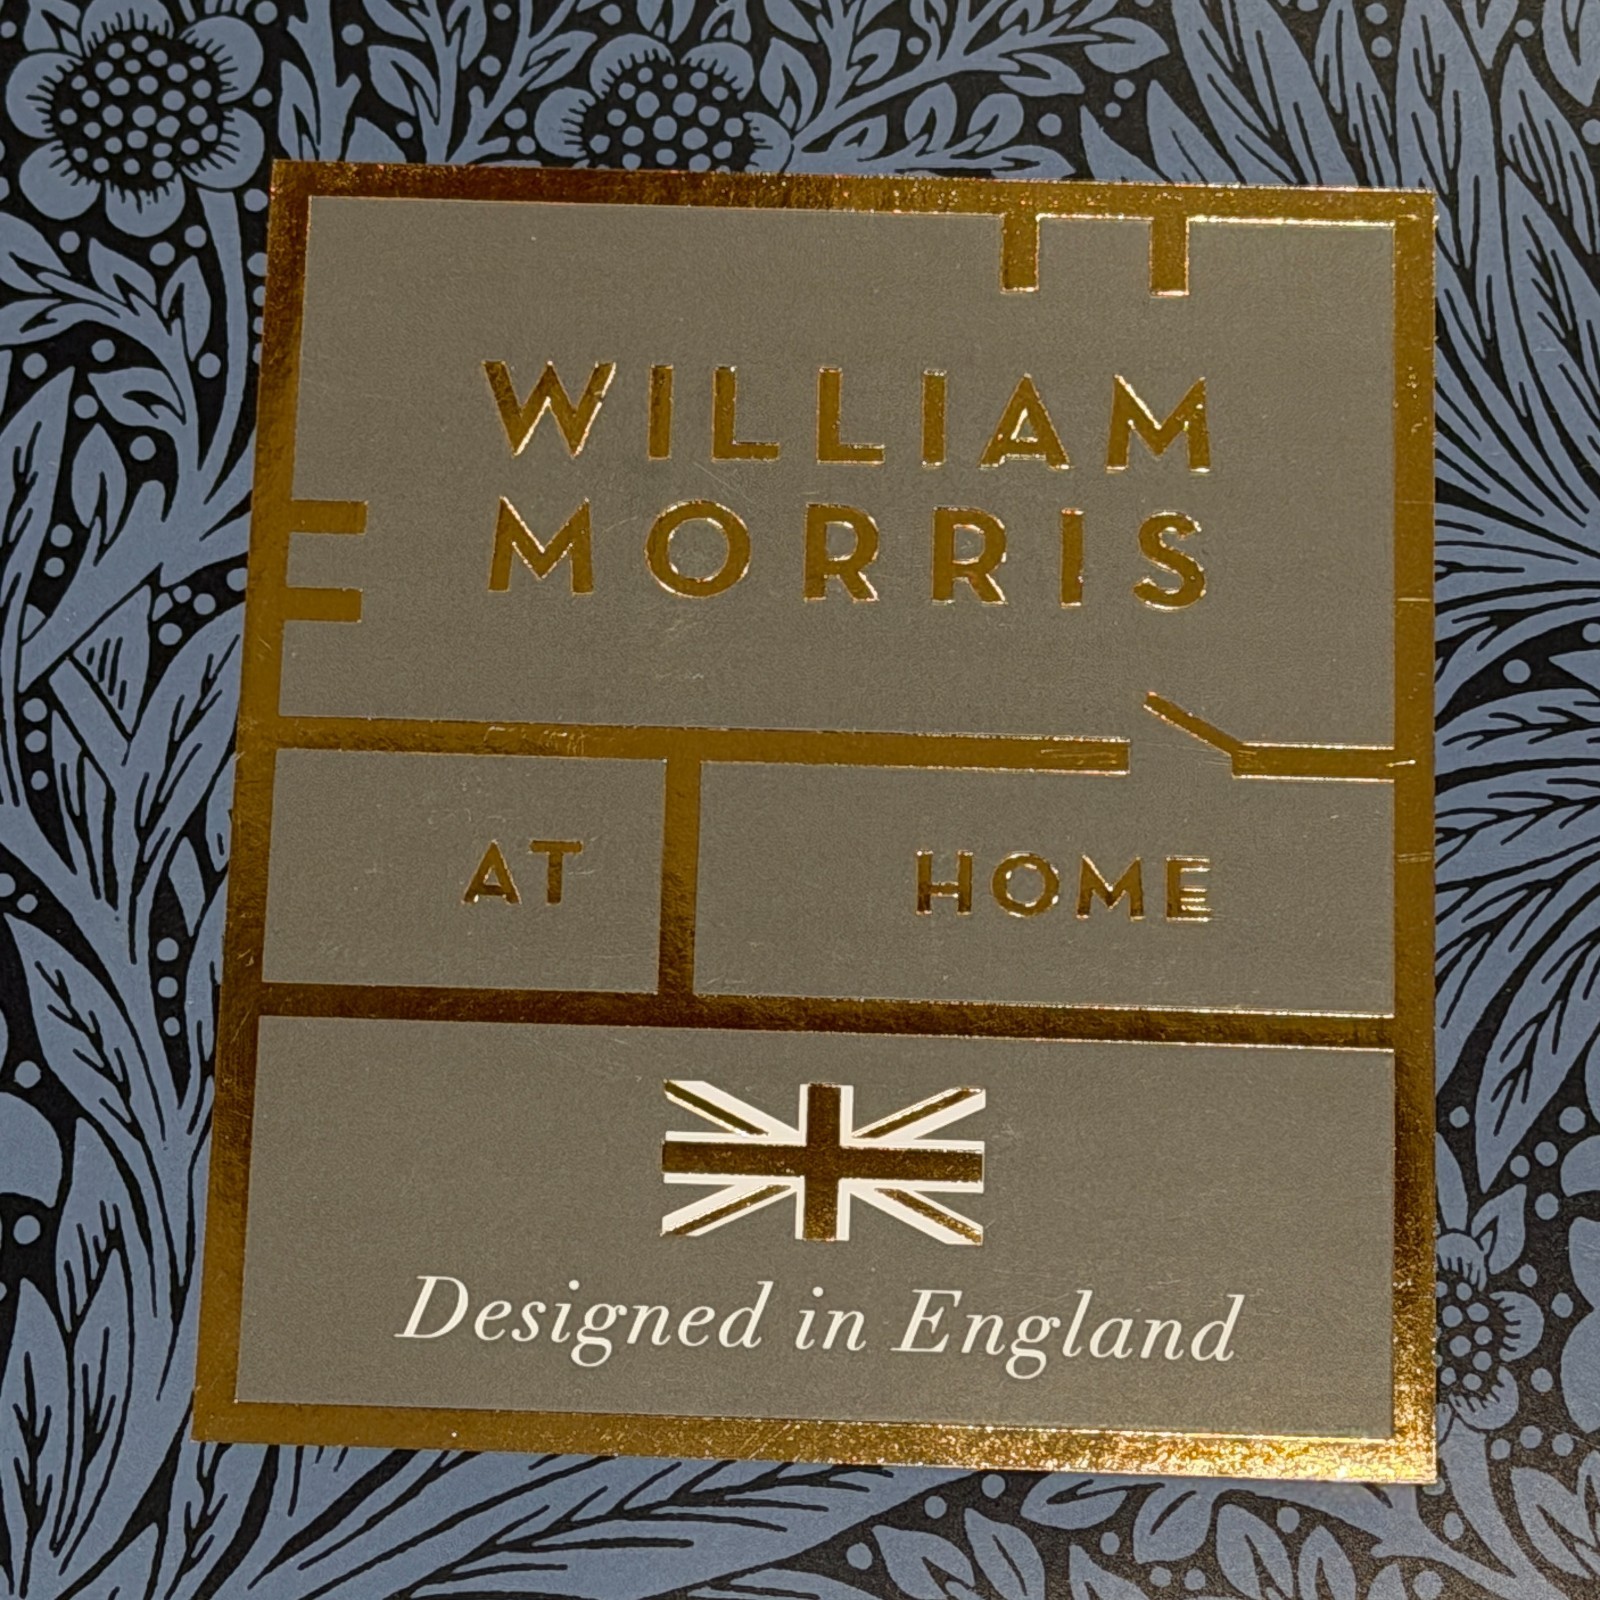 WILLIAM
MORRIS
AT HOME
Designed in England